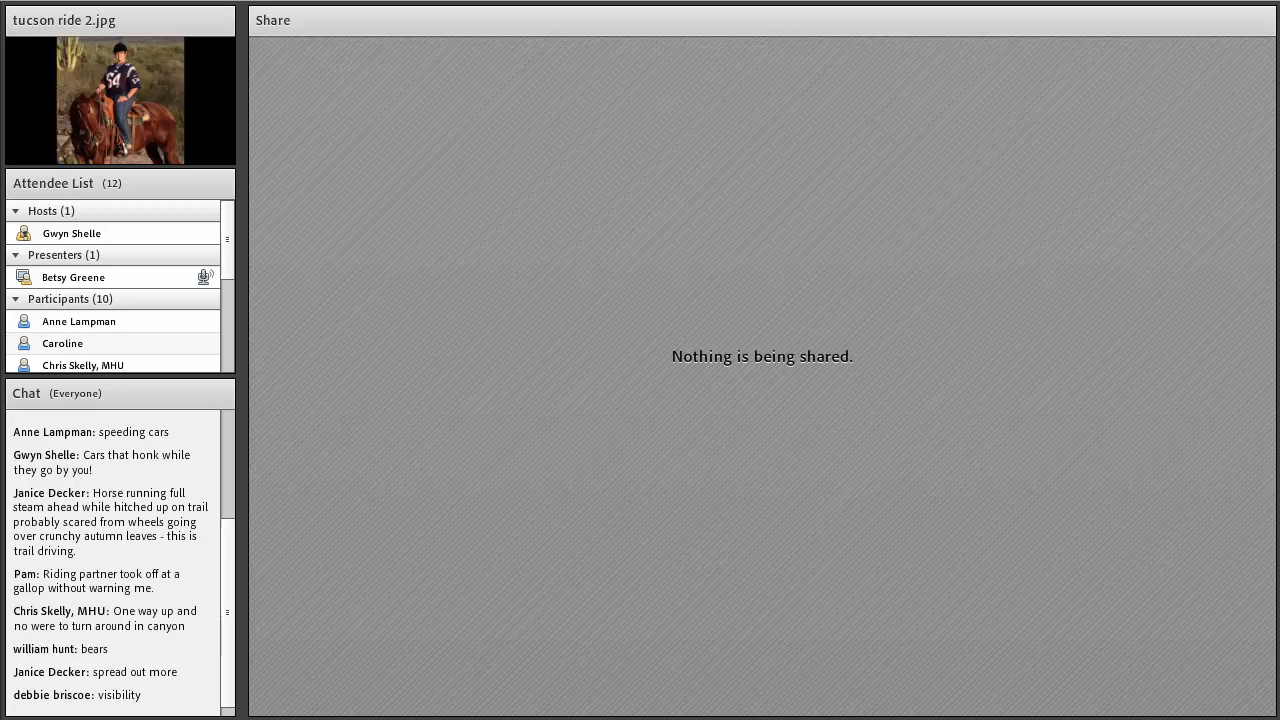 tucson ride 2.jpg
54
Attendee List (12)
Hosts (1)
Gwyn Shelle
Presenters (1)
Betsy Greene
Participants (10)
Anne Lampman
Caroline
Chris Skelly, MHU
Chat (Everyone)
Anne Lampman: speeding cars
Gwyn Shelle: Cars that honk while
they go by you!
Janice Decker: Horse running full
steam ahead while hitched up on trail
probably scared from wheels going
over crunchy autumn leaves - this is
trail driving.
Pam: Riding partner took off at a
gallop without warning me.
Chris Skelly, MHU: One way up and
no were to turn around in canyon
william hunt: bears
Janice Decker: spread out more
debbie briscoe: visibility
Share
Nothing is being shared.